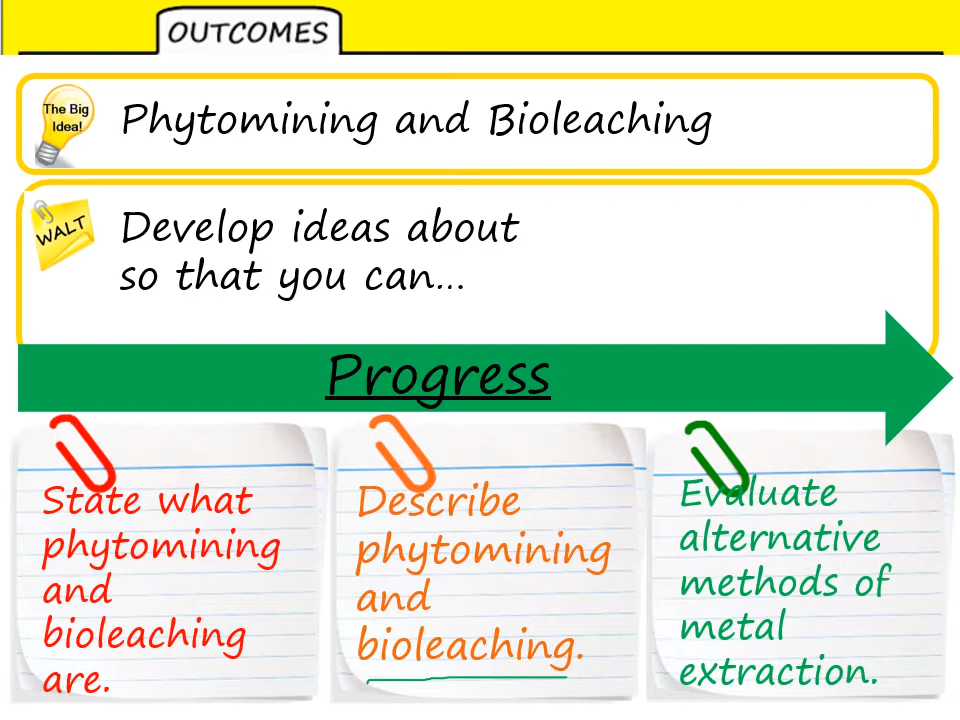 OUTCOMES
The Big
Idea!
Phytomining and Bioleaching
WALT
Develop ideas about
so that you can...
Progress
State what
phytomining
and
bioleaching
are.
Describe
phytomining
and
bioleaching.
Evaluate
alternative
methods of
metal
extraction.